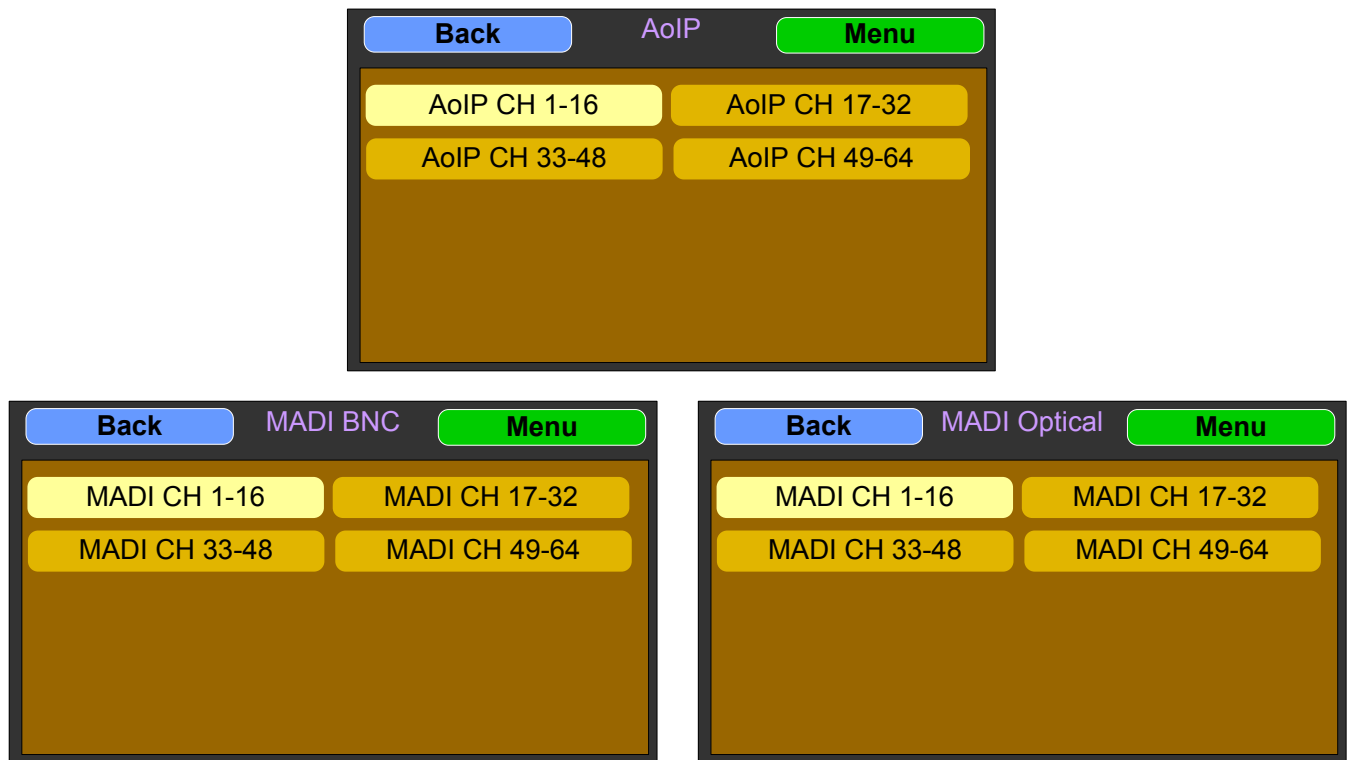 Back AoIP Menu
AoIP CH 1-16 AoIP CH 17-32
AoIP CH 33-48 AoIP CH 49-64
Back MADI BNC Menu
MADI CH 1-16 MADI CH 17-32
MADI CH 33-48 MADI CH 49-64
Back MADI Optical Menu
MADI CH 1-16 MADI CH 17-32
MADI CH 33-48 MADI CH 49-64